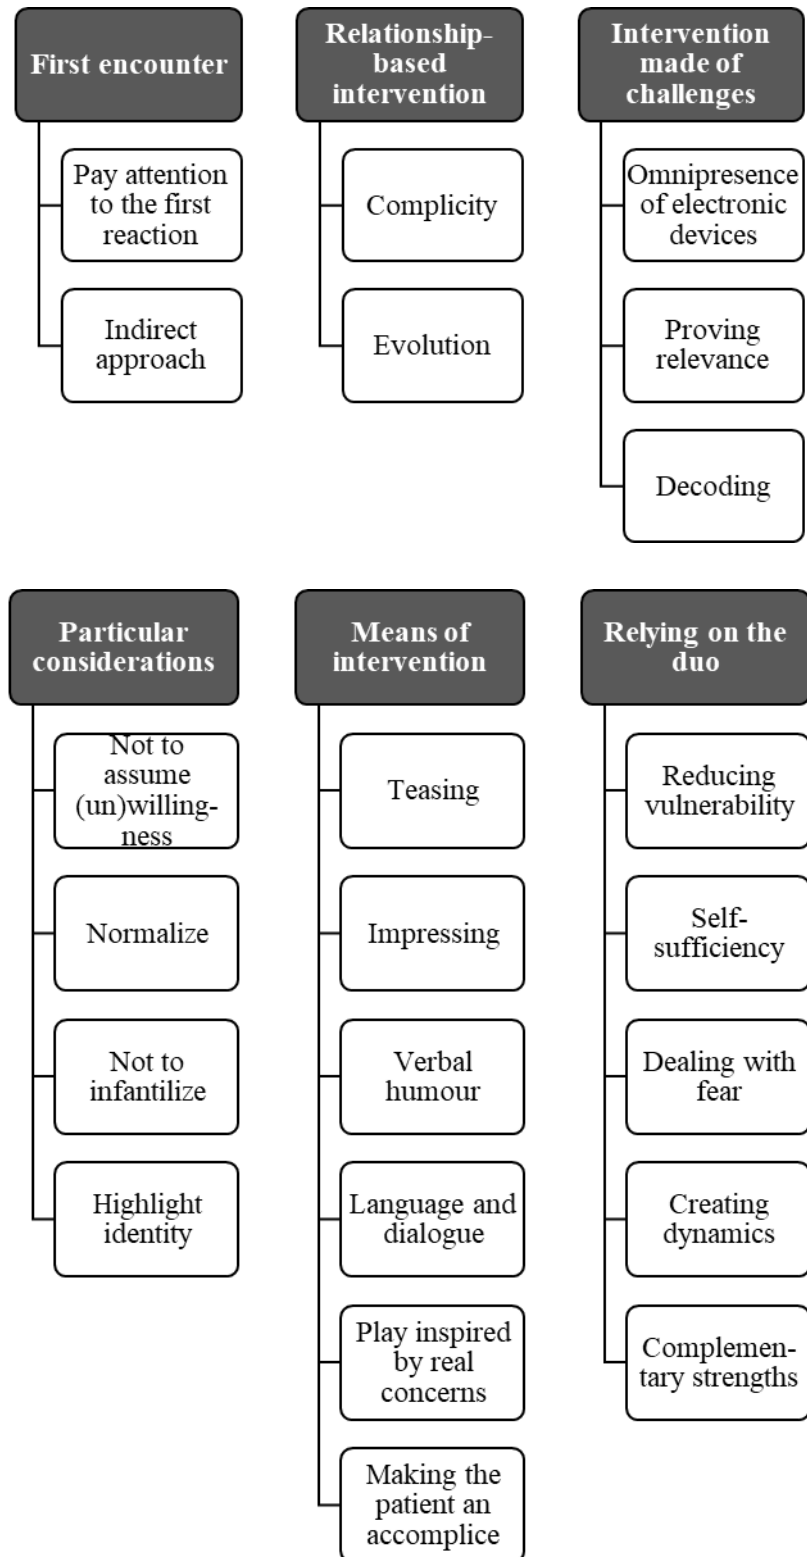 First encounter
Pay attention
to the first
reaction
Indirect
approach
Relationship-
based
intervention
Complicity
Evolution
Intervention
made of
challenges
Omnipresence
of electronic
devices
Proving
relevance
Decoding
Particular
considerations
Not to
assume
(un)willing-
ness
Normalize
Not to
infantilize
Highlight
identity
Means of
intervention
Teasing
Impressing
Verbal
humour
Language and
dialogue
Play inspired
by real
concerns
Making the
patient an
accomplice
Relying on the
duo
Reducing
vulnerability
Self-
sufficiency
Dealing with
fear
Creating
dynamics
Complemen-
tary strengths